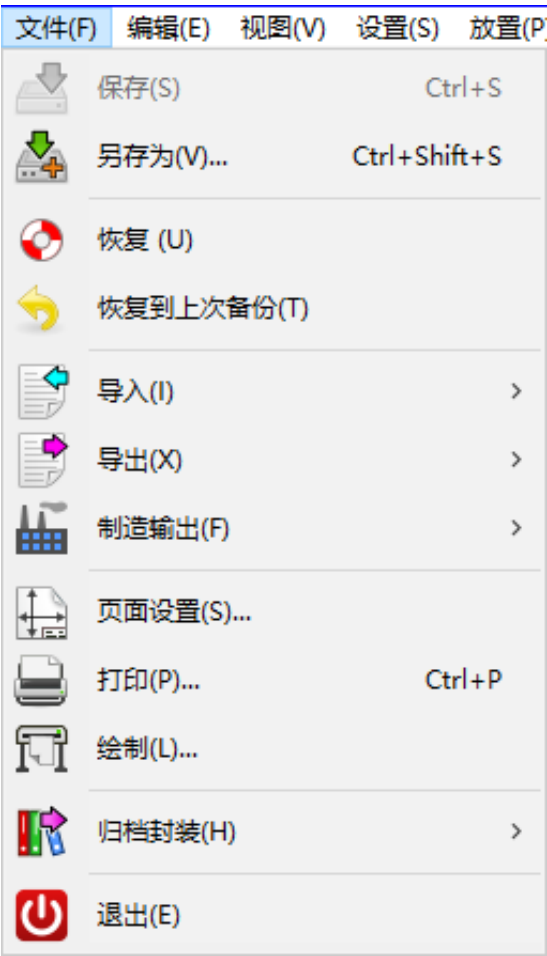 文件(F) 编辑(E) 视图(V) 设置(S) 放置(P)
保存(S) Ctrl+S
另存为(V)... Ctrl+Shift+S
恢复 (U)
恢复到上次备份(T)
导入(I)
导出(X)
制造输出(F)
页面设置(S)...
打印(P)... Ctrl+P
绘制(L)...
归档封装(H)
退出(E)